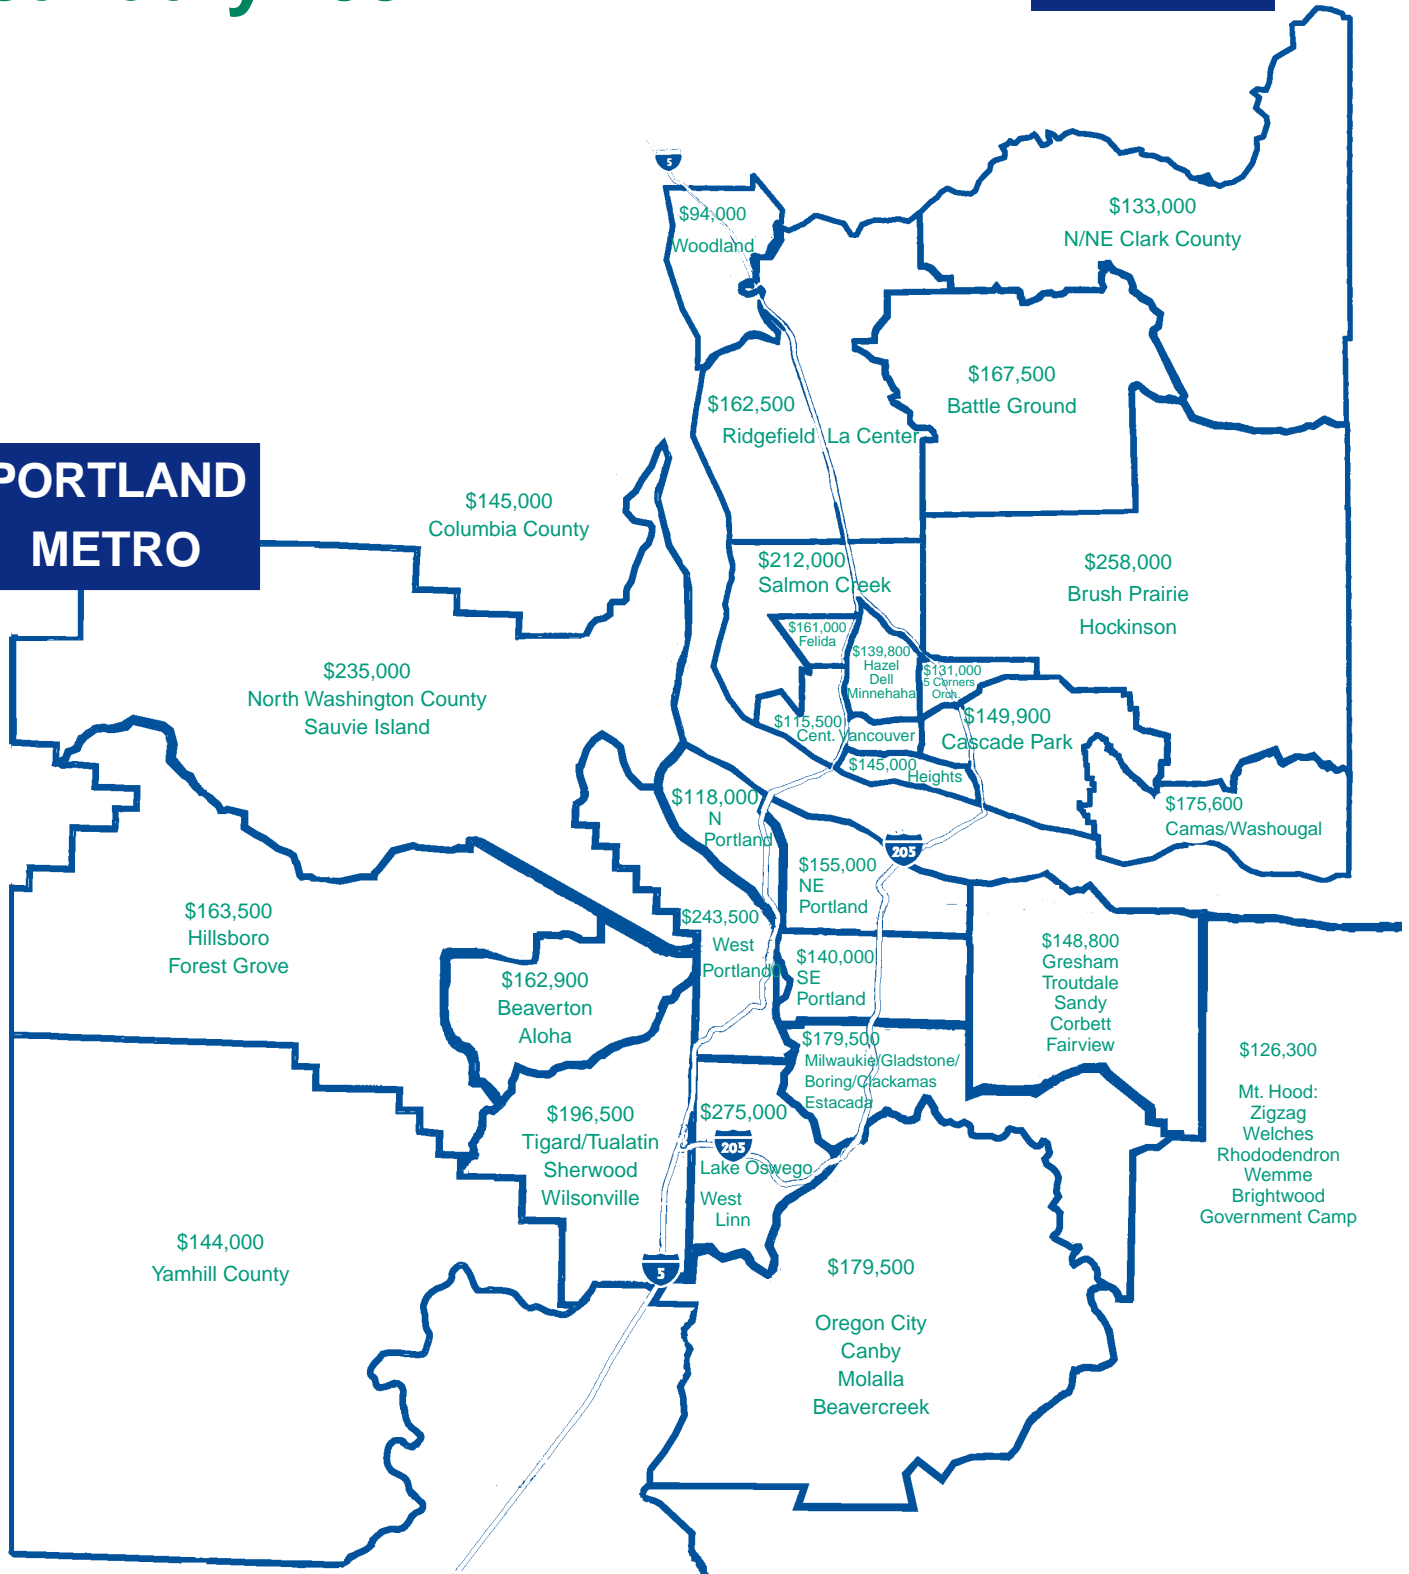 5
$94,000
Woodland
$133,000
N/NE Clark County
$167,500
Battle Ground
$162,500
Ridgefield La Center
PORTLAND
METRO
$145,000
Columbia County
$212,000
Salmon Creek
$258,000
Brush Prairie
Hockinson
$161,000
Felida
$139,800
Hazel
Dell
Minnehaha
$131,000
5 Corners
Orch.
$235,000
North Washington County
Sauvie Island
$115,500
Cent. Vancouver
$149,900
Cascade Park
$145,000
Heights
$118,000
N
Portland
$175,600
Camas/Washougal
205
$155,000
NE
Portland
$163,500
Hillsboro
Forest Grove
$243,500
West
Portland
$162,900
Beaverton
Aloha
$140,000
SE
Portland
$148,800
Gresham
Troutdale
Sandy
Corbett
Fairview
$179,500
Milwaukie/Gladstone/
Boring/Clackamas
Estacada
$126,300
Mt. Hood:
Zigzag
Welches
Rhododendron
Wemme
Brightwood
Government Camp
$196,500
Tigard/Tualatin
Sherwood
Wilsonville
$275,000
205
Lake Oswego
West
Linn
$144,000
Yamhill County
5
$179,500
Oregon City
Canby
Molalla
Beavercreek